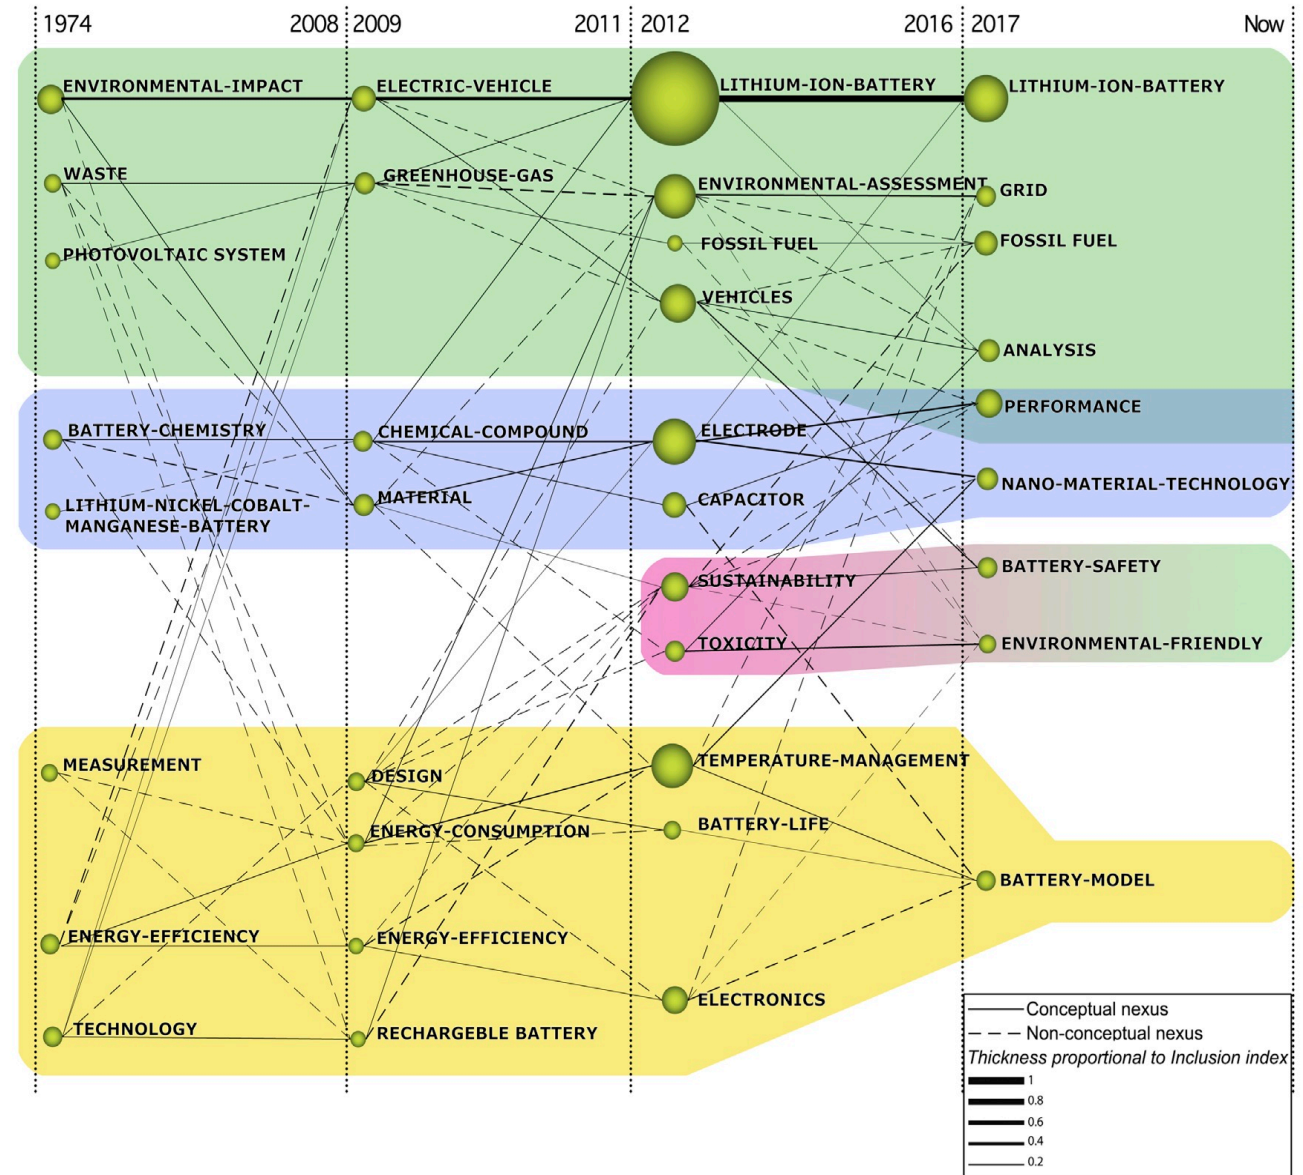 1974 2008 2009 2011 2012 2016 2017 Now
ENVIRONMENTAL-IMPACT
WASTE
PHOTOVOLTAIC SYSTEM
BATTERY-CHEMISTRY
LITHIUM-NICKEL-COBALT-
MANGANESE-BATTERY
MEASUREMENT
ENERGY-EFFICIENCY
TECHNOLOGY
ELECTRIC-VEHICLE
GREENHOUSE-GAS
CHEMICAL-COMPOUND
MATERIAL
DESIGN
ENERGY-CONSUMPTION
ENERGY-EFFICIENCY
RECHARGEBLE BATTERY
LITHIUM-ION-BATTERY
ENVIRONMENTAL-ASSESSMENT
FOSSIL FUEL
VEHICLES
ELECTRODE
CAPACITOR
SUSTAINABILITY
TOXICITY
TEMPERATURE-MANAGEMENT
BATTERY-LIFE
ELECTRONICS
LITHIUM-ION-BATTERY
GRID
FOSSIL FUEL
ANALYSIS
PERFORMANCE
NANO-MATERIAL-TECHNOLOGY
BATTERY-SAFETY
ENVIRONMENTAL-FRIENDLY
BATTERY-MODEL
Conceptual nexus
Non-conceptual nexus
Thickness proportional to Inclusion index
1
0.8
0.6
0.4
0.2